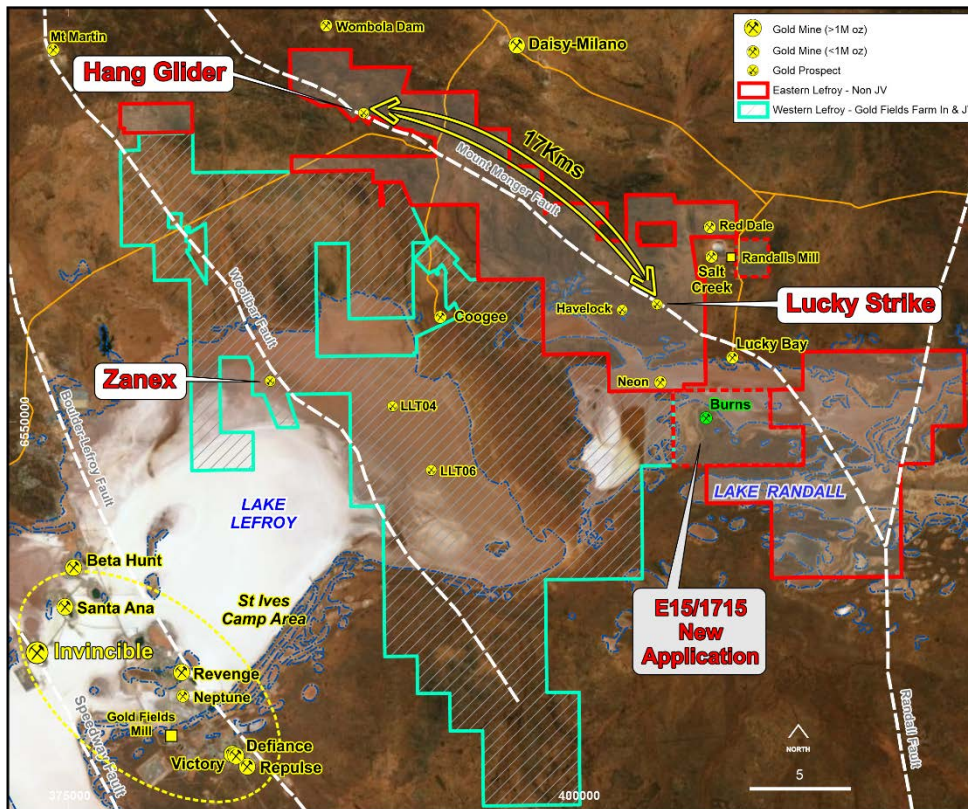 Mt Martin
Wombola Dam
Daisy-Milano
Gold Mine (>1M oz)
Gold Mine (<1M oz)
Gold Prospect
Eastern Lefroy - Non JV
Western Lefroy - Gold Fields Farm In & J
Hang Glider
17Kms
Mount Monger Fault
Red Dale
Randalls Mill
Salt
Creek
Woolibar Fault
Coogee
Havelock
Lucky Strike
Lucky Bay
Zanex
Neon
LLT04
Burns
Boulder-Lefroy Fault
6550000
LLT06
LAKE
LEFROY
LAKE RANDALL
Beta Hunt
Santa Ana
St Ives
Camp Area
E15/1715
New
Application
Invincible
Revenge
Neptune
Gold Fields
Mill
Defiance
Victory
Repulse
Speedway Fault
Randall Fault
NORTH
5
375000
400000